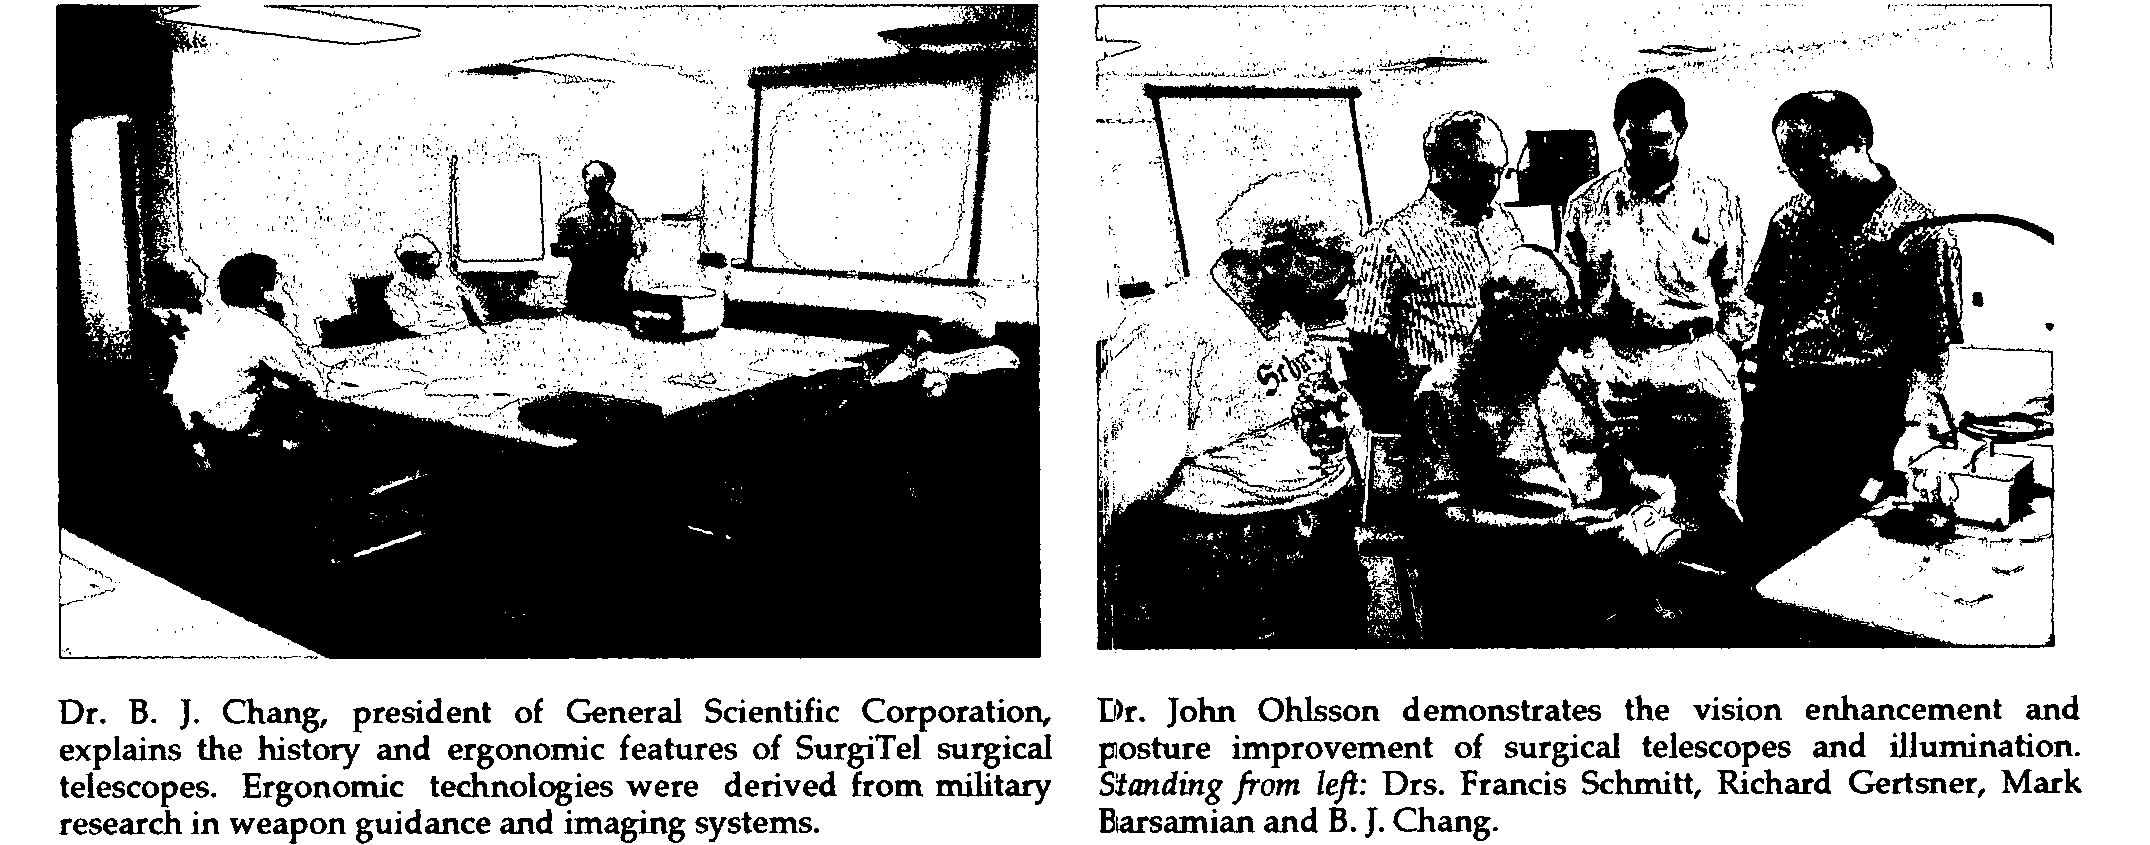 Dr. B. J. Chang, president of General Scientific Corporation,
explains the history and ergonomic features of SurgiTel surgical
telescopes. Ergonomic technologies were derived from military
research in weapon guidance and imaging systems.
Dr. John Ohlsson demonstrates the vision enhancement and
posture improvement of surgical telescopes and illumination.
Standing from left: Drs. Francis Schmitt, Richard Gertsner, Mark
Barsamian and B. J. Chang.